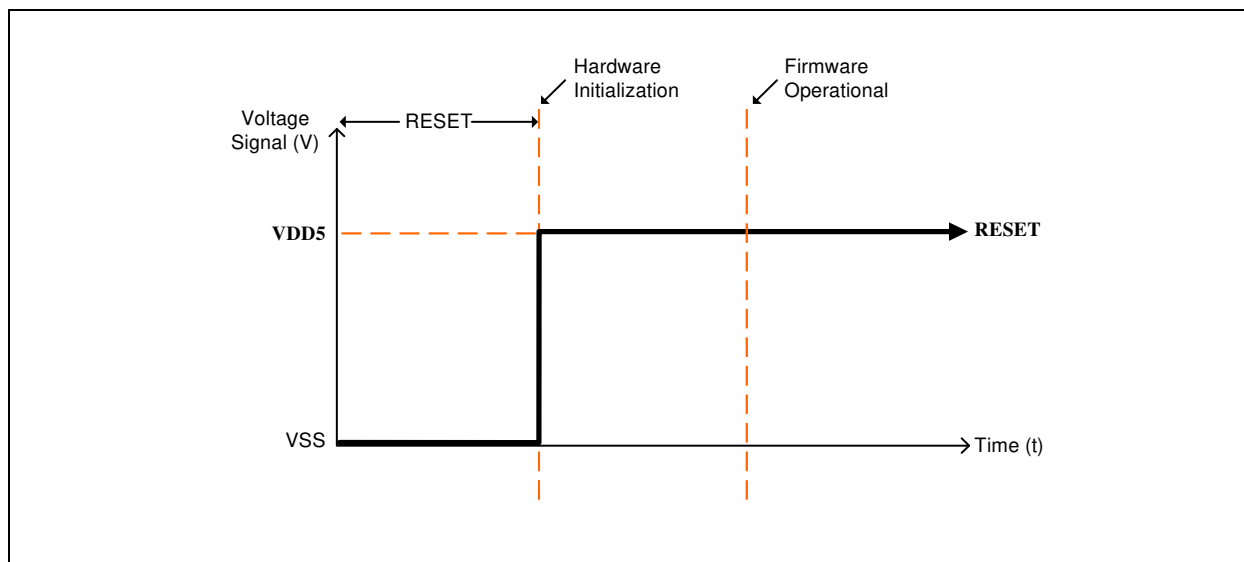 Hardware
Initialization
Firmware
Operational
Voltage
Signal (V)
RESET
VDD5
RESET
VSS
Time (t)